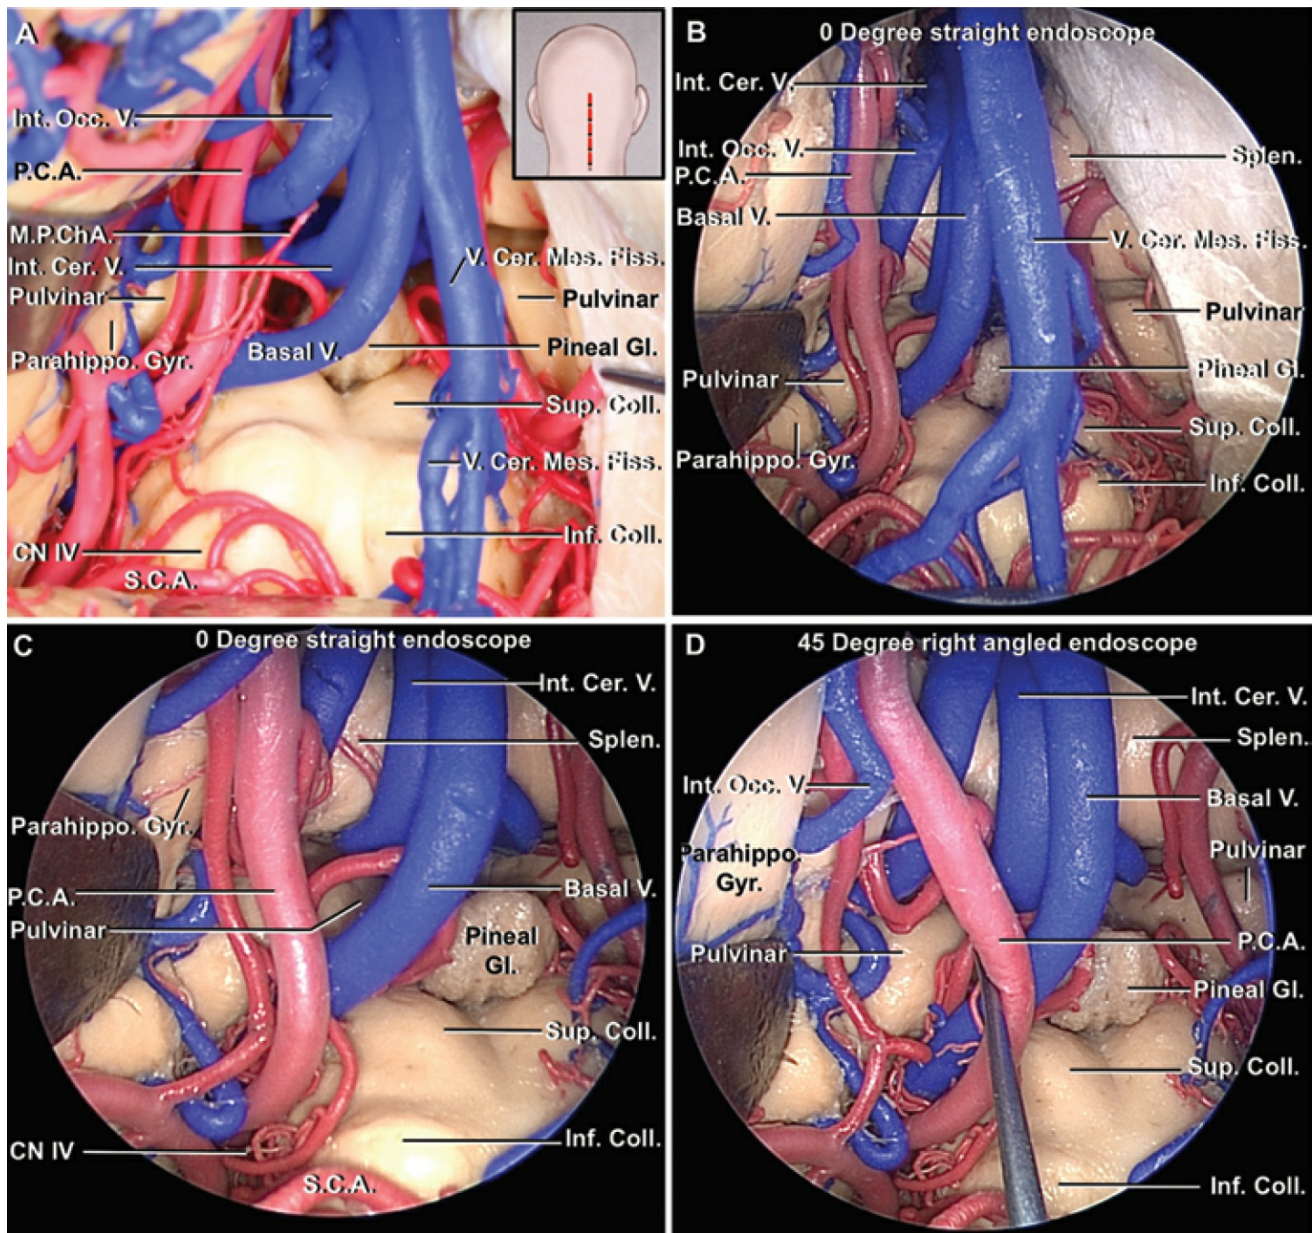 A
Int. Occ. V.
P.C.A.
M.P.ChA.
Int. Cer. V.
Pulvinar
Parahippo. Gyr.
Basal V.
CN IV
S.C.A.
V. Cer. Mes. Fiss.
Pulvinar
Pineal Gl.
Sup. Coll.
V. Cer. Mes. Fiss.
Inf. Coll.
B
0 Degree straight endoscope
Int. Cer. V.
Int. Occ. V.
P.C.A.
Basal V.
Pulvinar
Parahippo. Gyr.
Splen.
V. Cer. Mes. Fiss.
Pulvinar
Pineal Gl.
Sup. Coll.
Inf. Coll.
C
0 Degree straight endoscope
Parahippo. Gyr.
P.C.A.
Pulvinar
CN IV
S.C.A.
Int. Cer. V.
Splen.
Basal V.
Pineal
Gl.
Sup. Coll.
Inf. Coll.
D
45 Degree right angled endoscope
Int. Occ. V.
Parahippo.
Gyr.
Pulvinar
Int. Cer. V.
Splen.
Basal V.
Pulvinar
P.C.A.
Pineal Gl.
Sup. Coll.
Inf. Coll.